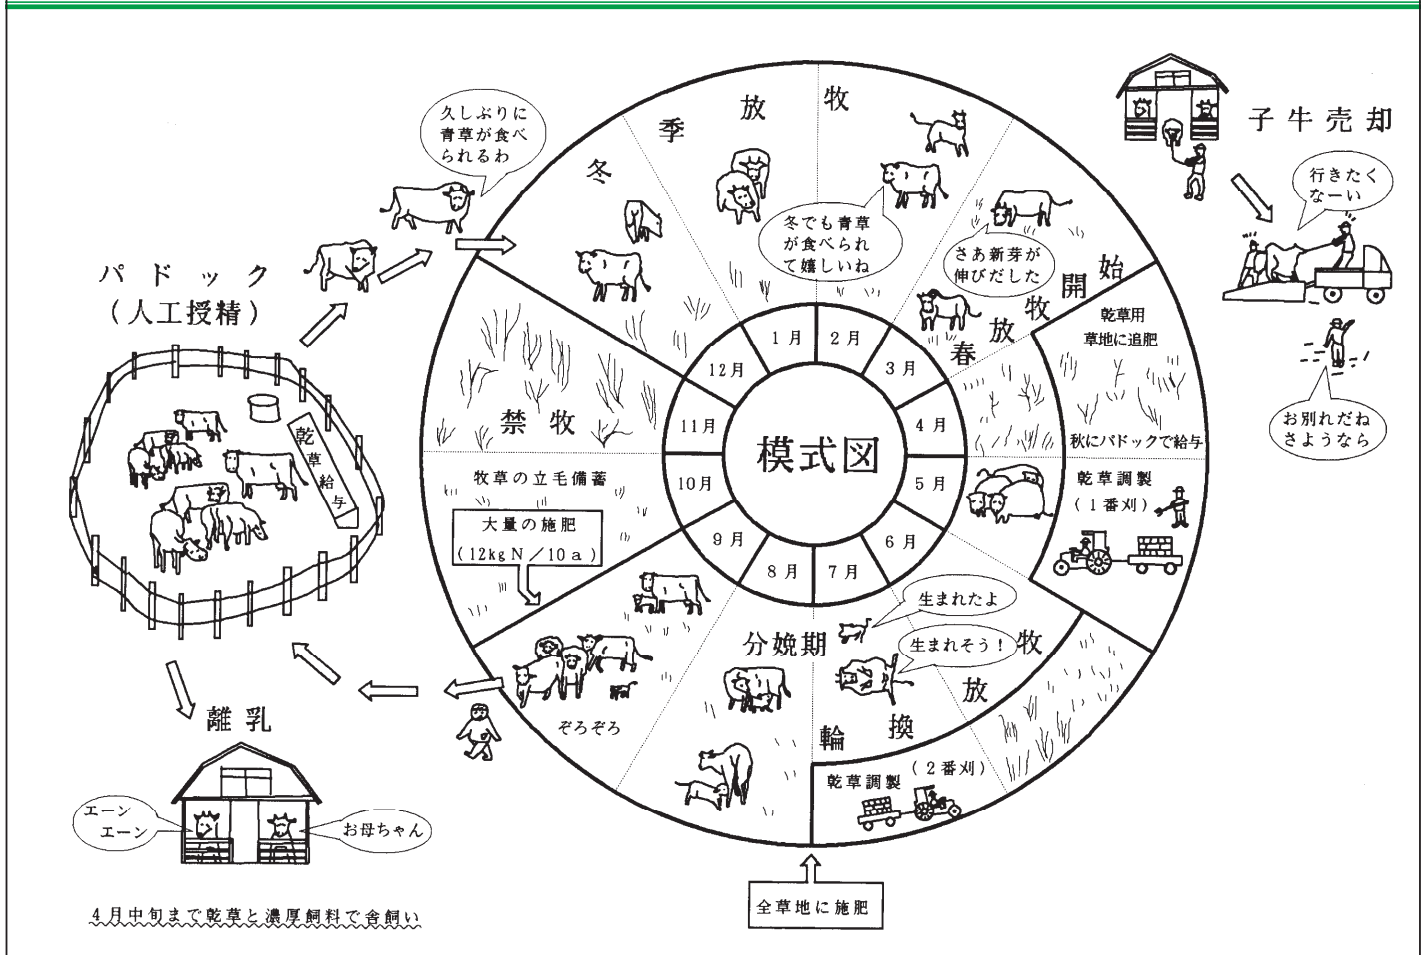 久しぶりに
青草が食べ
られるわ
冬季放牧
冬でも青草
が食べられ
て嬉しいね
さあ新芽が
伸びだした
春放牧開始
子牛売却
行きたく
なーい
お別れだね
さようなら
パドック
(人工授精)
乾草給与
乾草用
草地に追肥
秋にパドックで給与
乾草調製
(1番刈)
禁牧
牧草の立毛備蓄
大量の施肥
(12kgN/10a)
模式図
1月
2月
3月
4月
5月
6月
7月
8月
9月
10月
11月
12月
生まれたよ
生まれそう!
分娩期
輪換放牧
ぞろぞろ
乾草調製
(2番刈)
全草地に施肥
離乳
エーン
エーン
お母ちゃん
4月中旬まで乾草と濃厚飼料で舎飼い